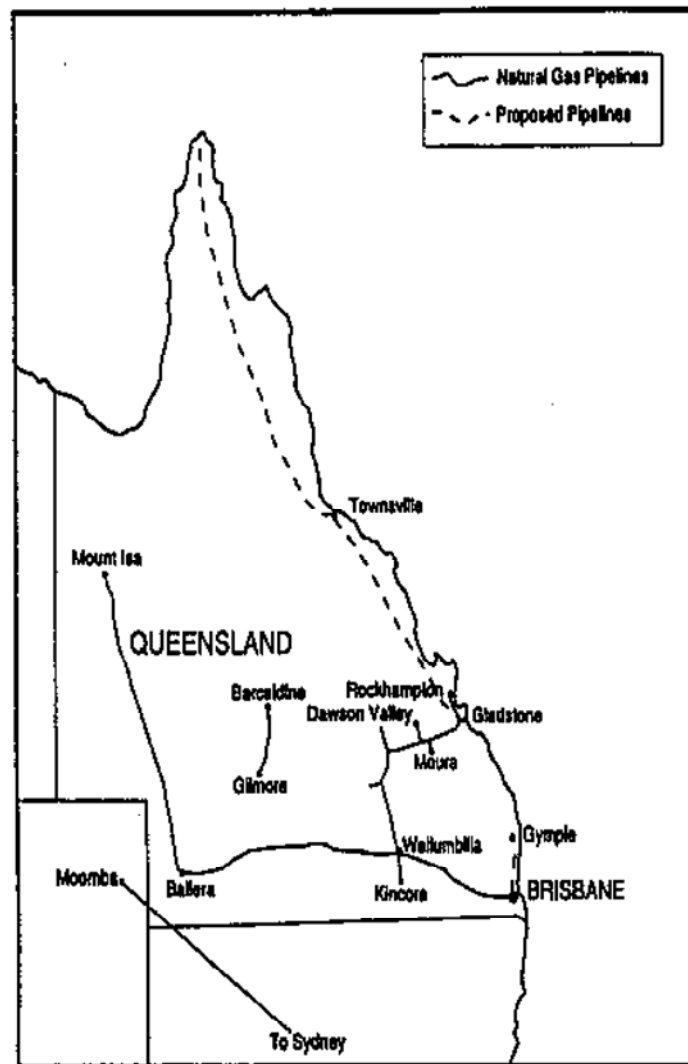 Natural Gas Pipelines
Proposed Pipelines
Townsville
Mount Isa
QUEENSLAND
Barcaldine
Rockhampton
Dawson Valley
Gladstone
Moura
Gilmore
Gympie
Wallumbilla
Moomba
Ballera
Kincora
BRISBANE
To Sydney